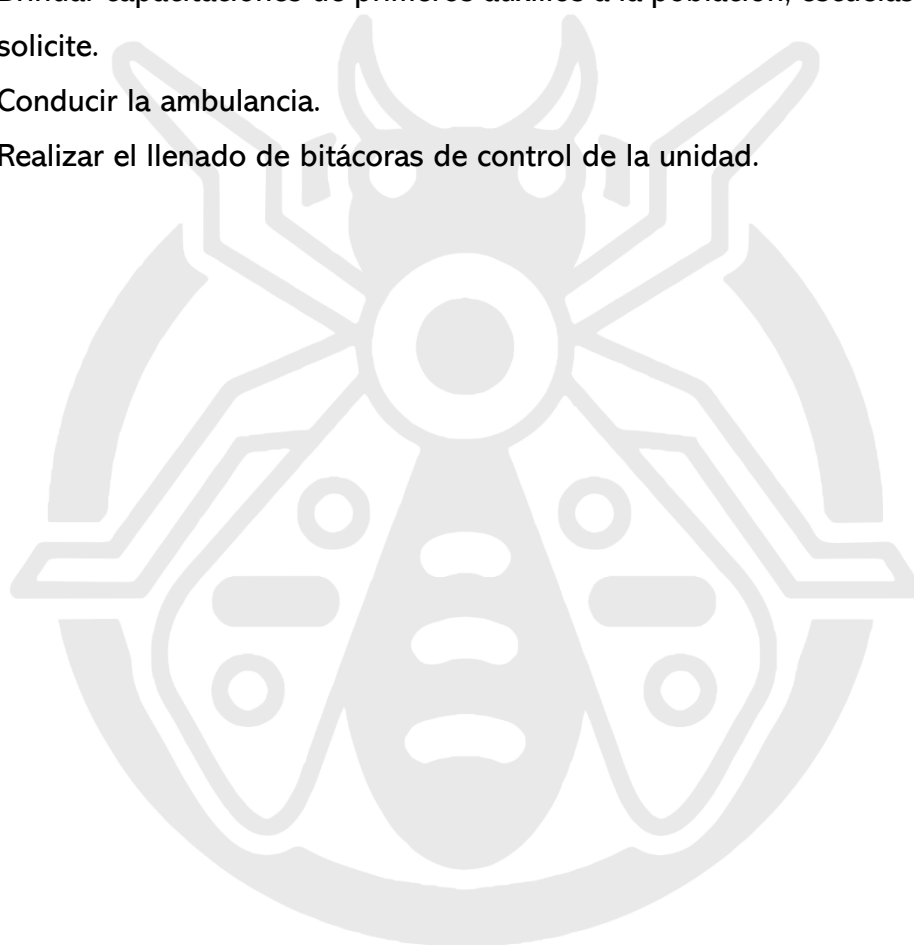 Brindar capacitaciones de primeros auxilios a la población, escuelas
solicite.
Conducir la ambulancia.
Realizar el llenado de bitácoras de control de la unidad.